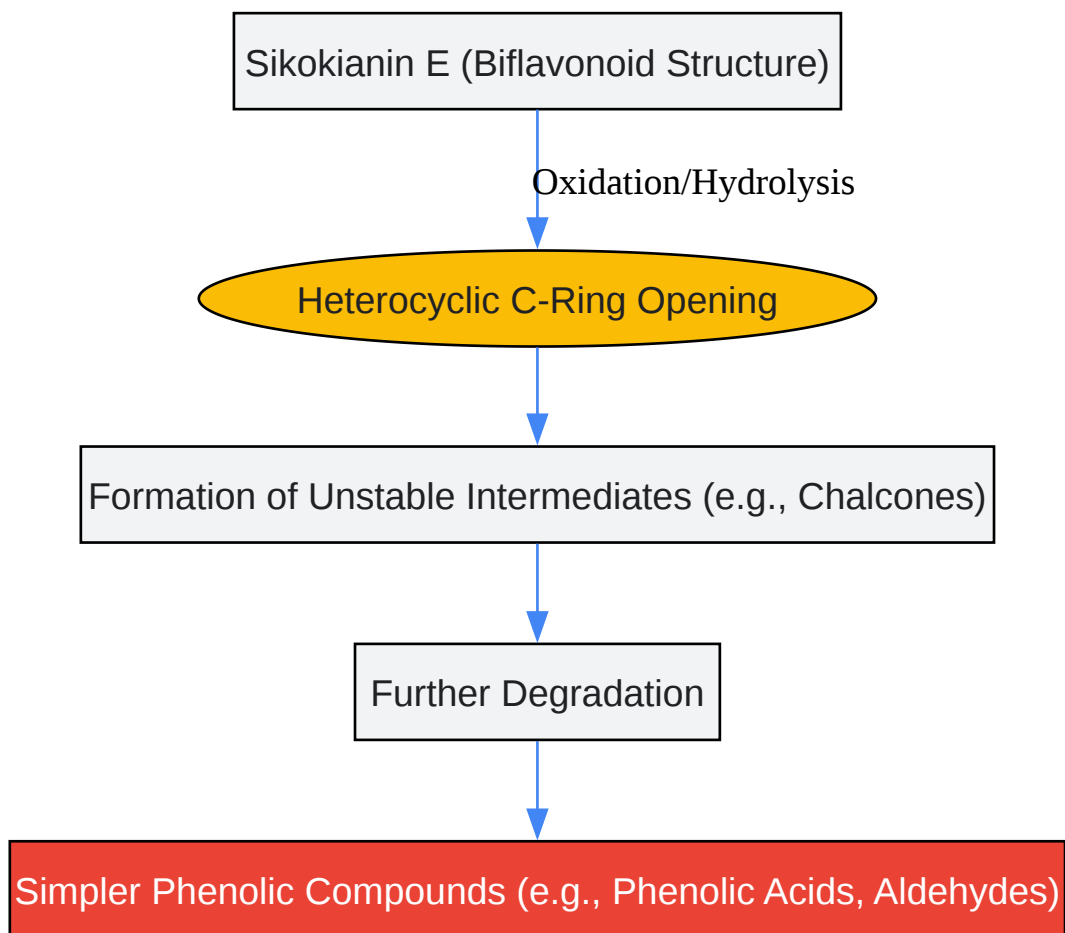 Sikokianin E (Biflavonoid Structure)
Oxidation/Hydrolysis
Heterocyclic C-Ring Opening
Formation of Unstable Intermediates (e.g., Chalcones)
Further Degradation
Simpler Phenolic Compounds (e.g., Phenolic Acids, Aldehydes)